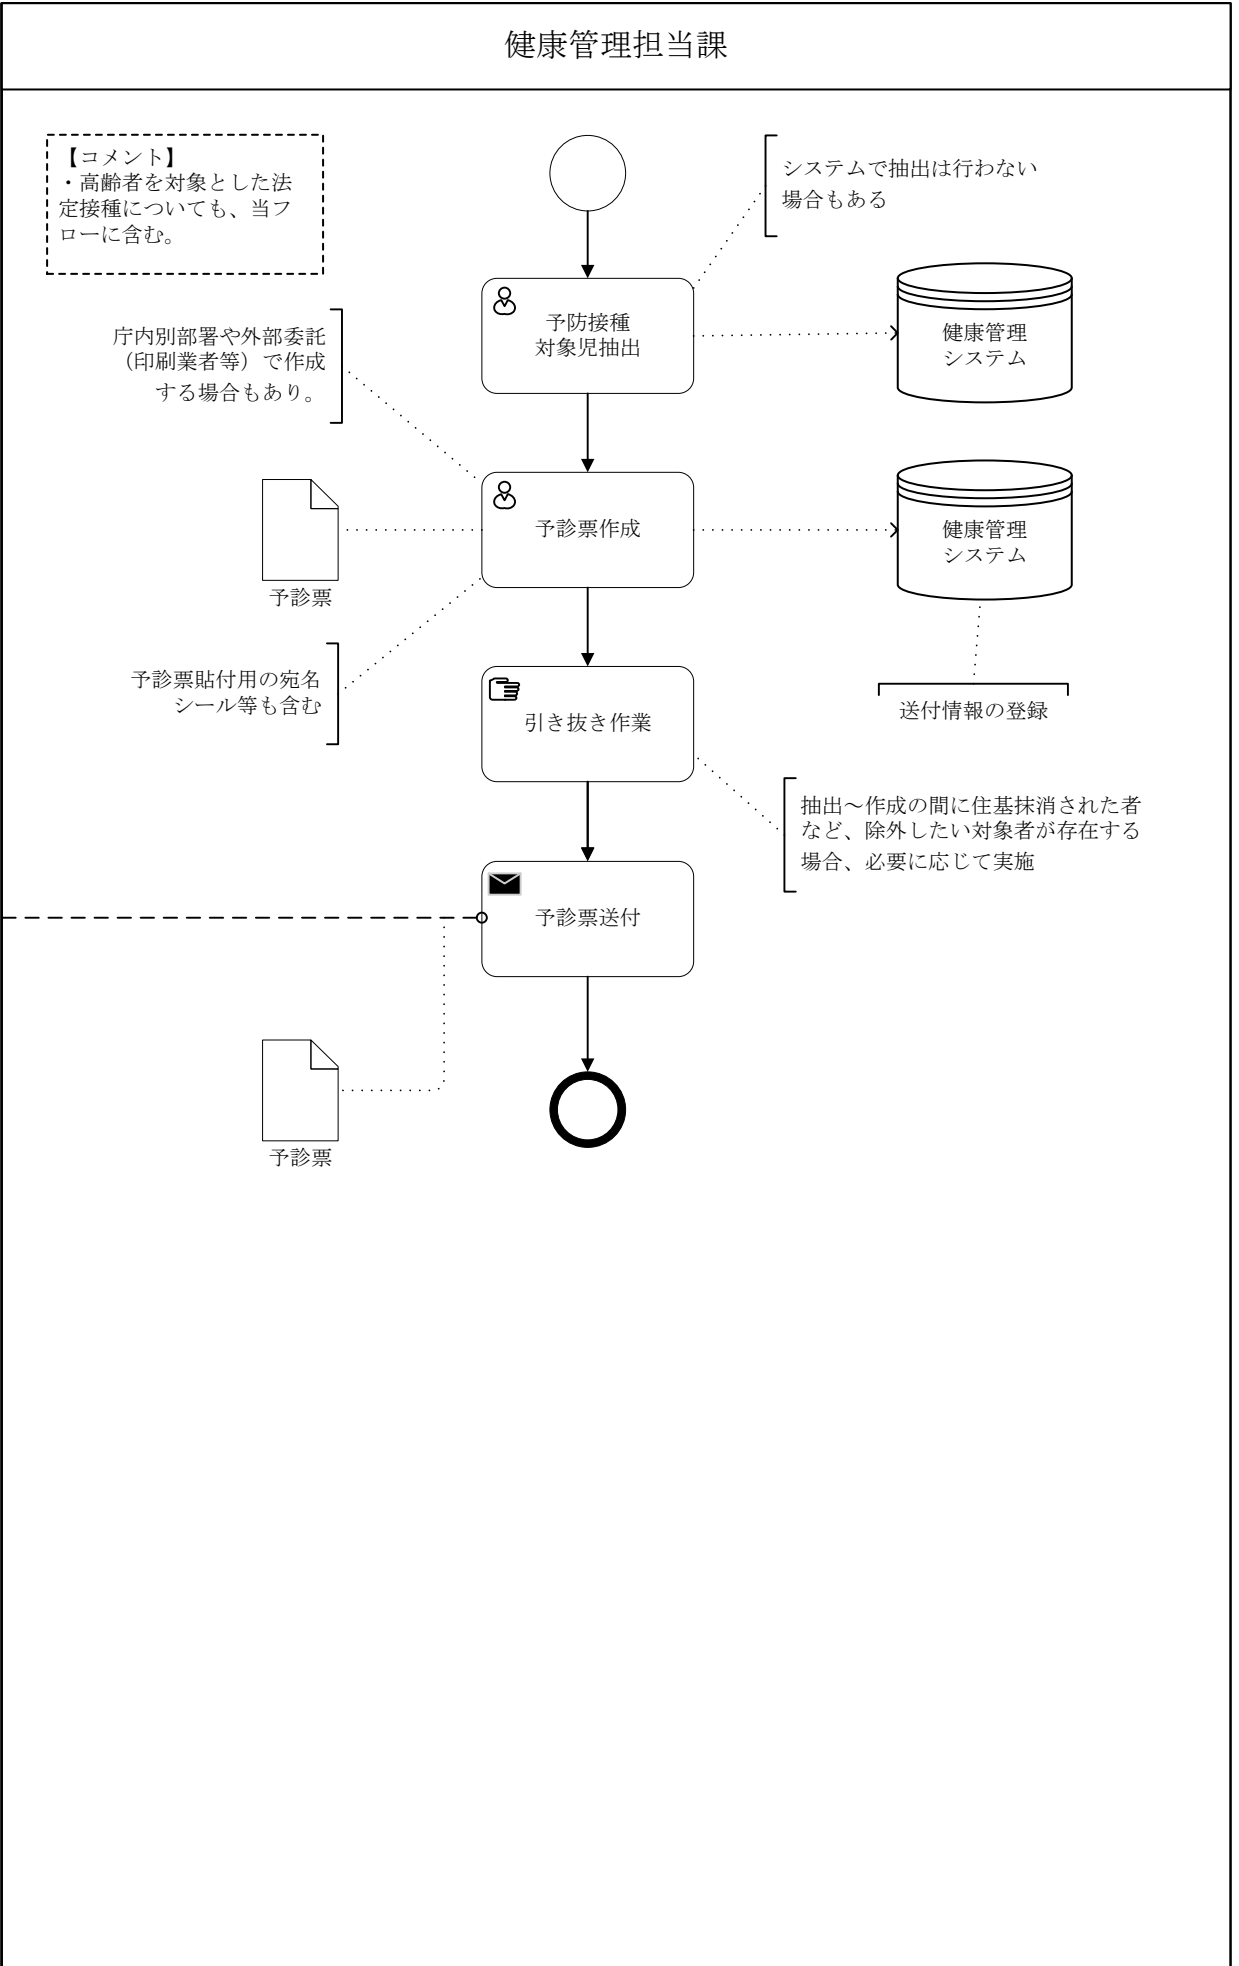 健康管理担当課
【コメント】
・高齢者を対象とした法
定接種についても、当フ
ローに含む。
システムで抽出は行わない
場合もある
予防接種
対象児抽出
健康管理
システム
庁内別部署や外部委託
（印刷業者等）で作成
する場合もあり。
予診票作成
健康管理
システム
予診票
予診票貼付用の宛名
シール等も含む
引き抜き作業
送付情報の登録
抽出～作成の間に住基抹消された者
など、除外したい対象者が存在する
場合、必要に応じて実施
予診票送付
予診票